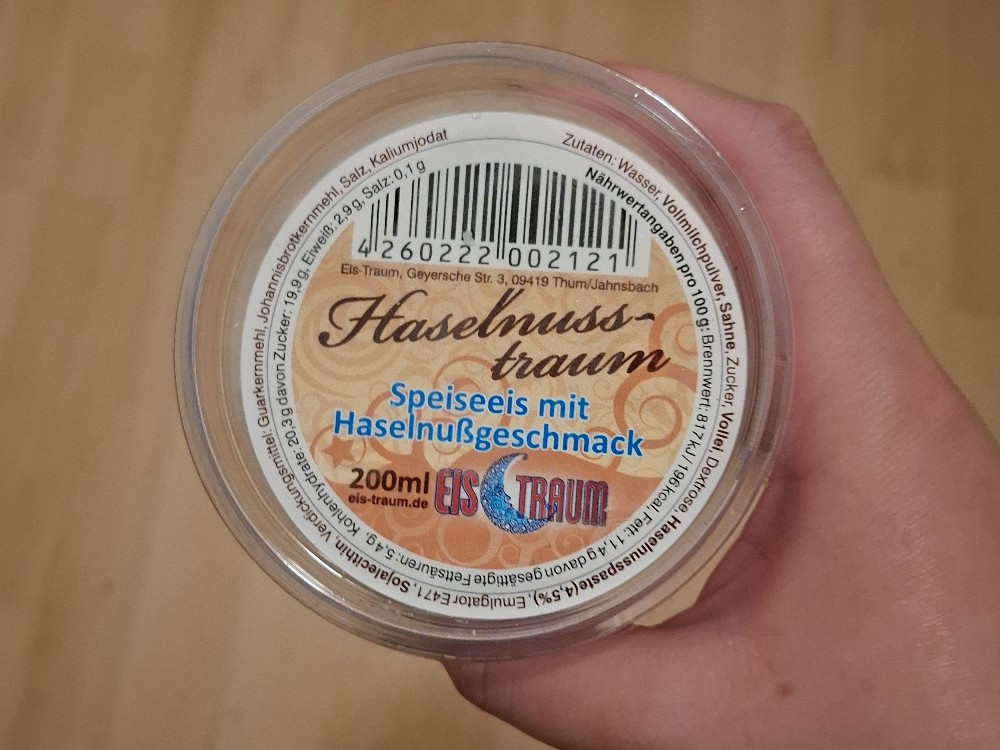 Zutaten: Wasser, Vollmilchpulver, Sahne, Zucker, Vollei, Dextrose, Haselnusspaste(4,5%), Emulgator E471, Sojalecithin, Verdickungsmittel: Guarkernmehl, Johannisbrotkernmehl, Salz, Kaliumjodat
Nährwertangaben pro 100 g: Brennwert: 817kJ / 196 kcal, Fett: 11,4 g davon gesättigte Fettsäuren: 5,4g, Kohlenhydrate: 20,3 g davon Zucker: 19,9 g, Eiweiß: 2,9 g, Salz: 0,1 g
4 260222 002121
Eis-Traum, Geyersche Str. 3, 09419 Thum/Jahnsbach
Haselnuss-
traum
Speiseeis mit
Haselnußgeschmack
200ml
eis-traum.de
EIS TRAUM